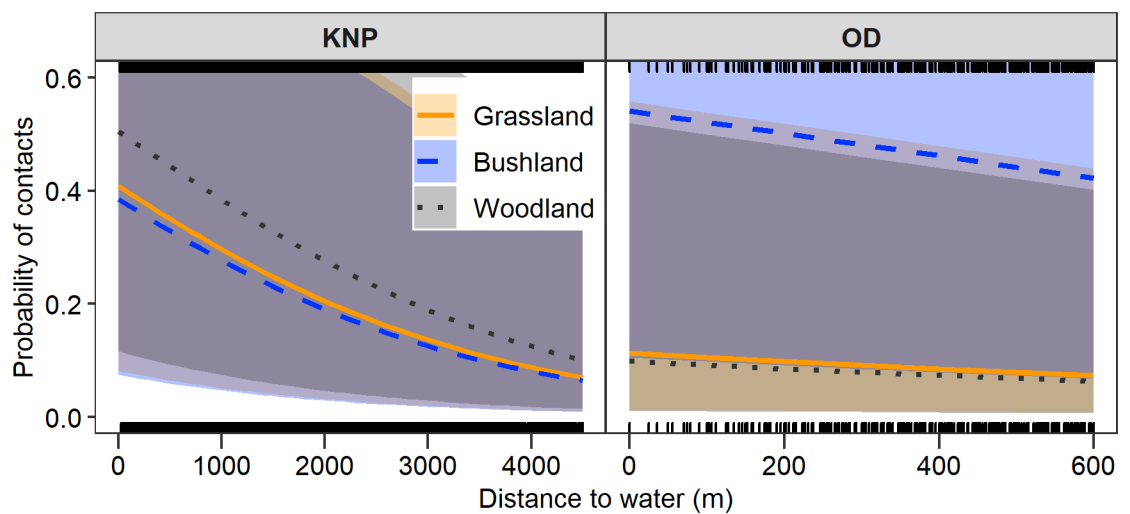 KNP OD
Probability of contacts
0.6
0.4
0.2
0.0
Grassland
Bushland
Woodland
0 1000 2000 3000 4000 0 200 400 600
Distance to water (m)